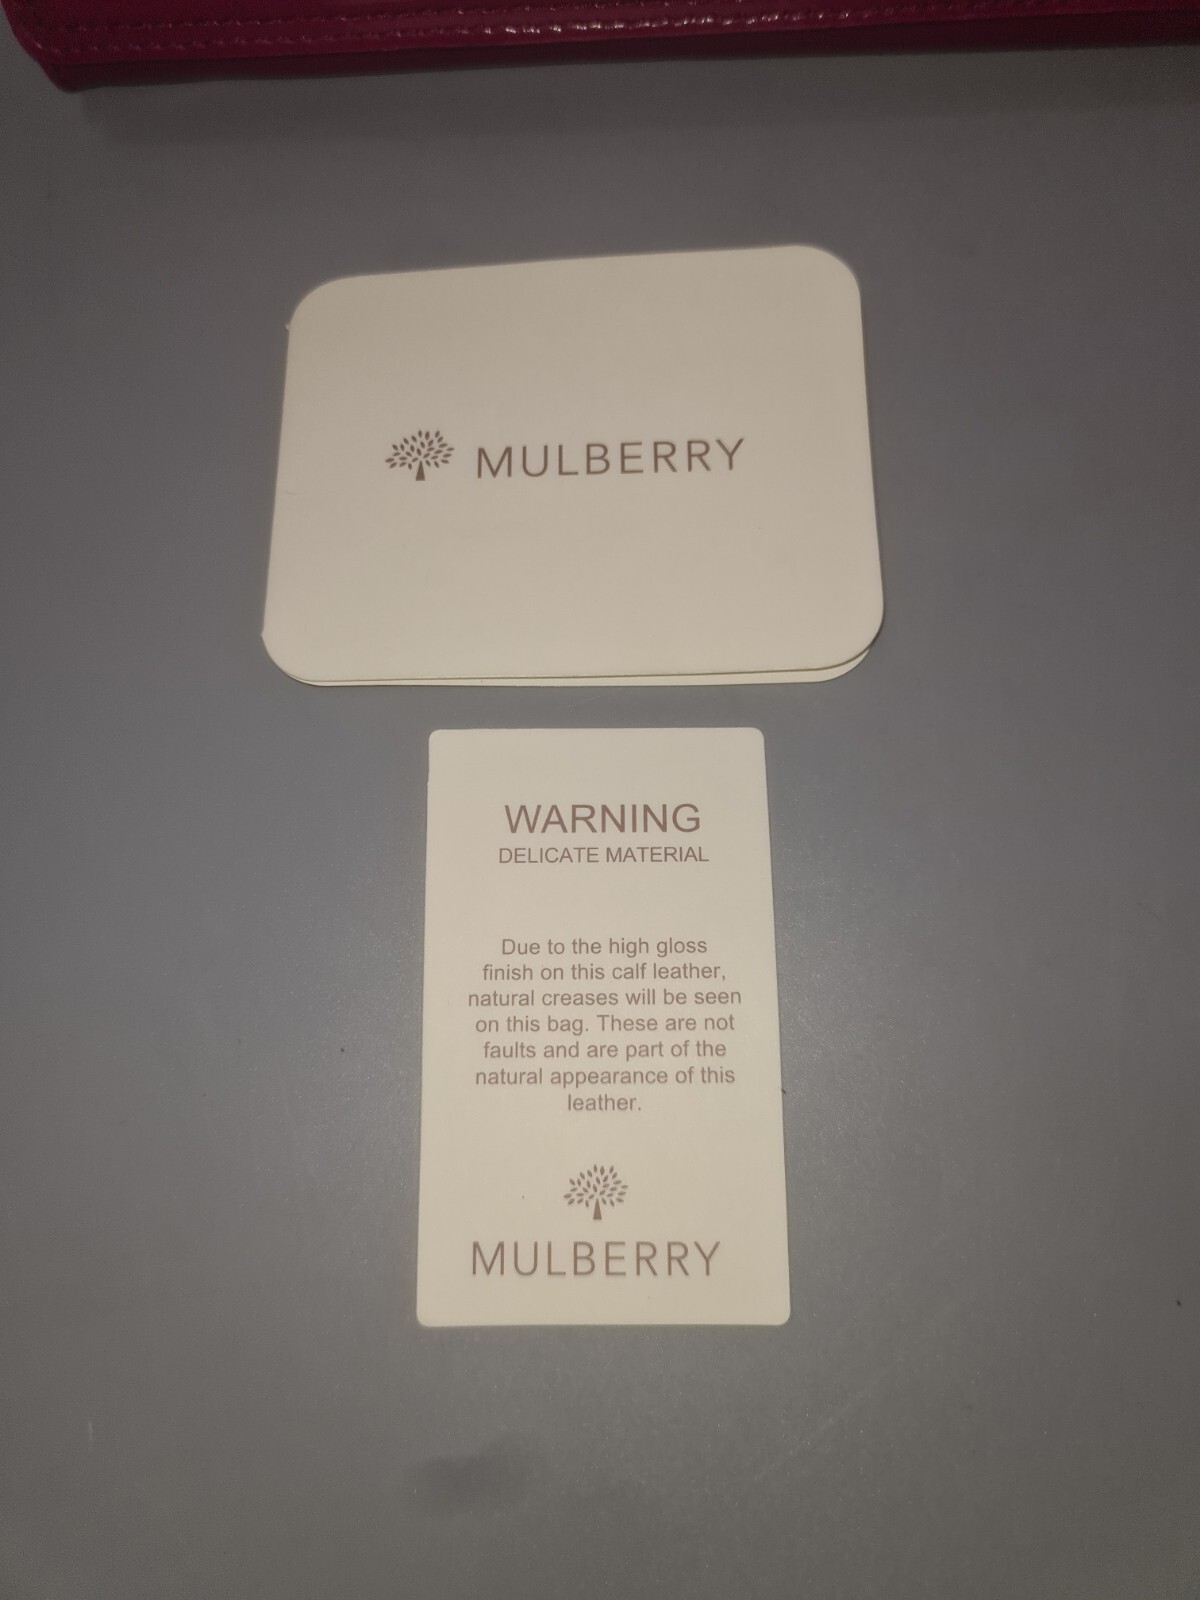 MULBERRY
WARNING
DELICATE MATERIAL
Due to the high gloss
finish on this calf leather,
natural creases will be seen
on this bag. These are not
faults and are part of the
natural appearance of this
leather.
MULBERRY